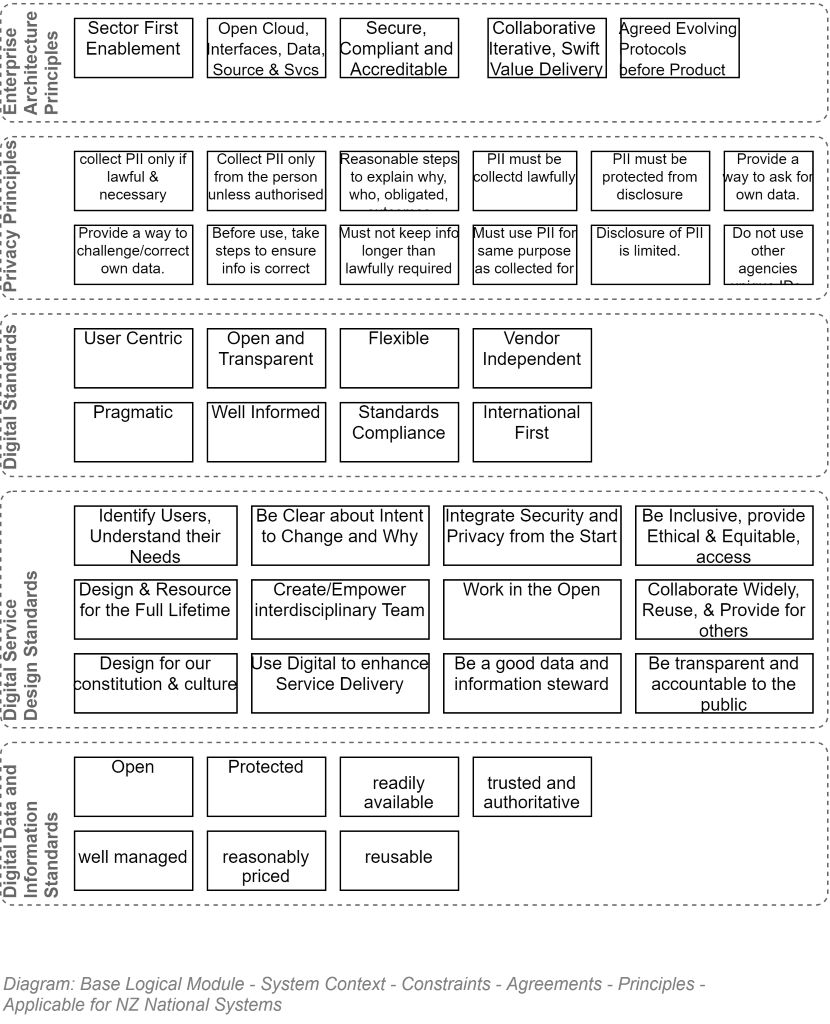 Enterprise
Architecture
Principles
Sector First
Enablement
Open Cloud,
Interfaces, Data,
Source & Svcs
Secure,
Compliant and
Accreditable
Collaborative
Iterative, Swift
Value Delivery
Agreed Evolving
Protocols
before Product
Privacy Principles
collect PII only if
lawful &
necessary
Collect PII only
from the person
unless authorised
Reasonable steps
to explain why,
who, obligated,
PII must be
collectd lawfully
PII must be
protected from
disclosure
Provide a
way to ask for
own data.
Provide a way to
challenge/correct
own data.
Before use, take
steps to ensure
info is correct
Must not keep info
longer than
lawfully required
Must use PII for
same purpose
as collected for
Disclosure of PII
is limited.
Do not use
other
agencies
Digital Standards
User Centric
Open and
Transparent
Flexible
Vendor
Independent
Pragmatic
Well Informed
Standards
Compliance
International
First
Digital Service
Design Standards
Identify Users,
Understand their
Needs
Be Clear about Intent
to Change and Why
Integrate Security and
Privacy from the Start
Be Inclusive, provide
Ethical & Equitable,
access
Design & Resource
for the Full Lifetime
Create/Empower
interdisciplinary Team
Work in the Open
Collaborate Widely,
Reuse, & Provide for
others
Design for our
constitution & culture
Use Digital to enhance
Service Delivery
Be a good data and
information steward
Be transparent and
accountable to the
public
Digital Data and
Information
Standards
Open
Protected
readily
available
trusted and
authoritative
well managed
reasonably
priced
reusable
Diagram: Base Logical Module - System Context - Constraints - Agreements - Principles -
Applicable for NZ National Systems